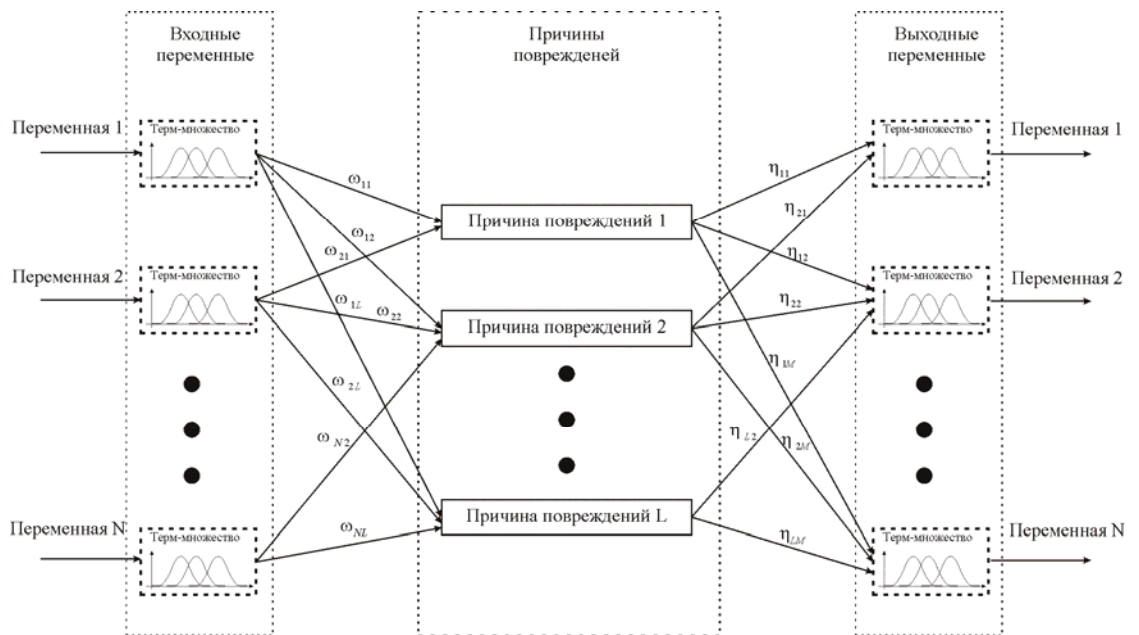 Входные
переменные
Причины
повреждений
Выходные
переменные
Переменная 1
Терм-множество
Терм-множество
Переменная 1
ω11
η11
ω12
η21
Причина повреждений 1
ω21
η12
Переменная 2
Терм-множество
Терм-множество
Переменная 2
ω1L
ω22
η22
Причина повреждений 2
η1M
ω2L
ωN2
ηL2
η2M
Переменная N
Терм-множество
Причина повреждений L
Терм-множество
Переменная N
ωNL
ηLM